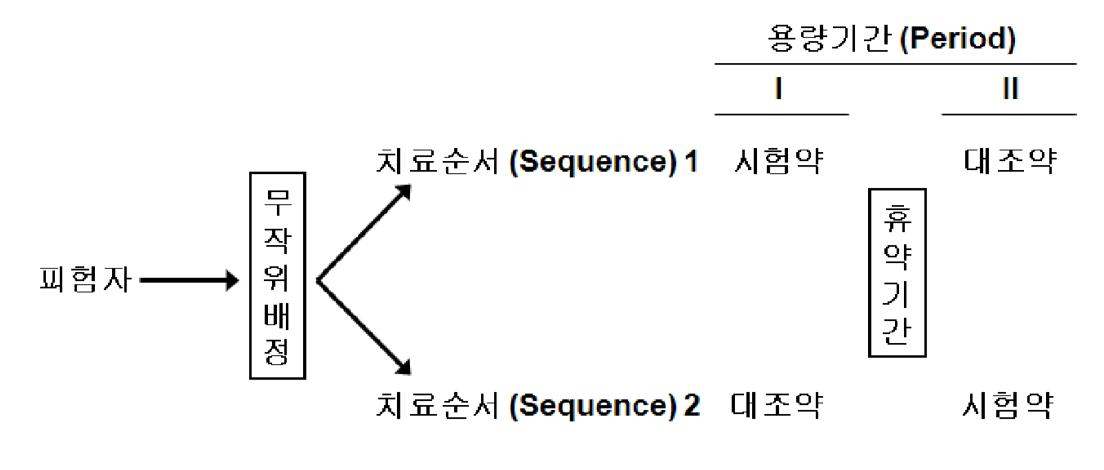 용량기간 (Period)
I II
치료순서 (Sequence) 1 시험약 대조약
무작위배정
휴약기간
피험자
치료순서 (Sequence) 2 대조약 시험약